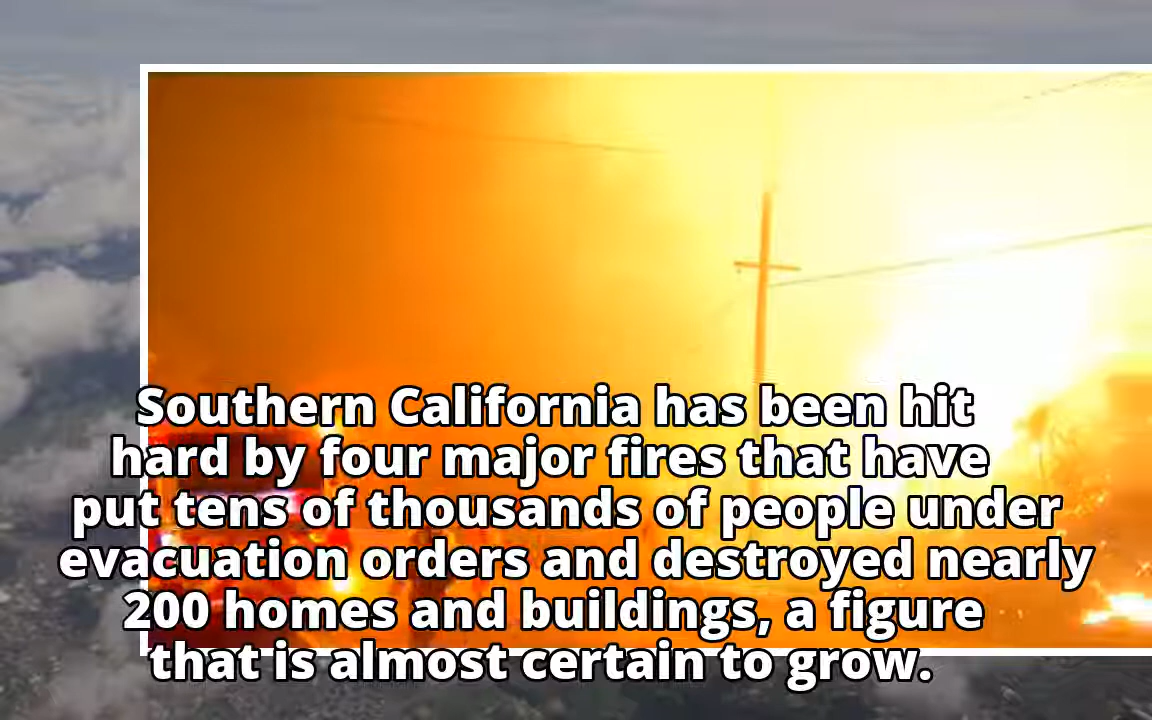 Southern California has been hit
hard by four major fires that have
put tens of thousands of people under
evacuation orders and destroyed nearly
200 homes and buildings, a figure
that is almost certain to grow.